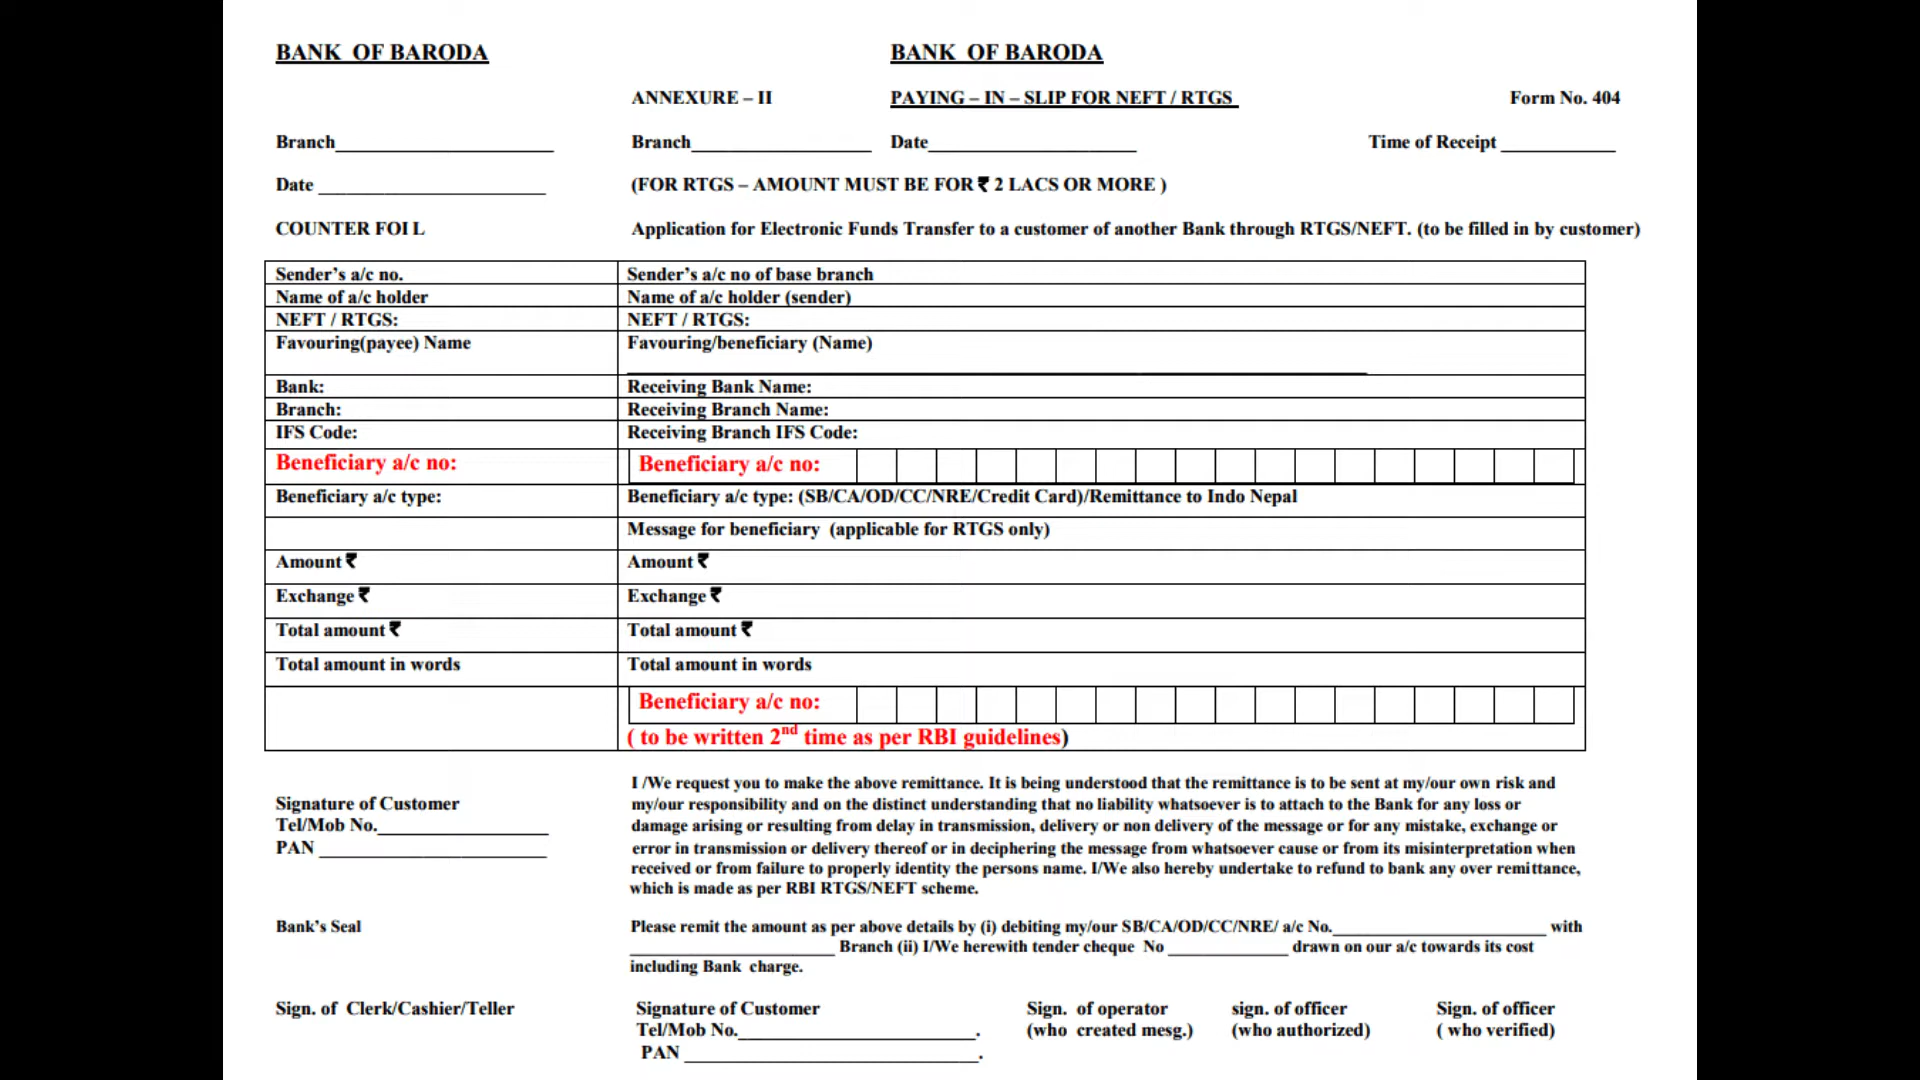 BANK OF BARODA BANK OF BARODA
ANNEXURE – II PAYING – IN – SLIP FOR NEFT / RTGS Form No. 404
Branch______________________ Branch__________________ Date_____________________ Time of Receipt ___________
Date _______________________ (FOR RTGS – AMOUNT MUST BE FOR ₹ 2 LACS OR MORE )
COUNTER FOI L Application for Electronic Funds Transfer to a customer of another Bank through RTGS/NEFT. (to be filled in by customer)
Sender’s a/c no. Sender’s a/c no of base branch
Name of a/c holder Name of a/c holder (sender)
NEFT / RTGS: NEFT / RTGS:
Favouring(payee) Name Favouring/beneficiary (Name)
Bank: Receiving Bank Name:
Branch: Receiving Branch Name:
IFS Code: Receiving Branch IFS Code:
Beneficiary a/c no: Beneficiary a/c no:
Beneficiary a/c type: Beneficiary a/c type: (SB/CA/OD/CC/NRE/Credit Card)/Remittance to Indo Nepal
Message for beneficiary (applicable for RTGS only)
Amount ₹ Amount ₹
Exchange ₹ Exchange ₹
Total amount ₹ Total amount ₹
Total amount in words Total amount in words
Beneficiary a/c no:
( to be written 2nd time as per RBI guidelines)
I /We request you to make the above remittance. It is being understood that the remittance is to be sent at my/our own risk and
Signature of Customer my/our responsibility and on the distinct understanding that no liability whatsoever is to attach to the Bank for any loss or
Tel/Mob No.__________________ damage arising or resulting from delay in transmission, delivery or non delivery of the message or for any mistake, exchange or
PAN ________________________ error in transmission or delivery thereof or in deciphering the message from whatsoever cause or from its misinterpretation when
received or from failure to properly identity the persons name. I/We also hereby undertake to refund to bank any over remittance,
which is made as per RBI RTGS/NEFT scheme.
Bank’s Seal Please remit the amount as per above details by (i) debiting my/our SB/CA/OD/CC/NRE/ a/c No.______________________ with
_____________________ Branch (ii) I/We herewith tender cheque No ____________ drawn on our a/c towards its cost
including Bank charge.
Sign. of Clerk/Cashier/Teller Signature of Customer Sign. of operator sign. of officer Sign. of officer
Tel/Mob No.________________________. (who created mesg.) (who authorized) ( who verified)
PAN ______________________________.